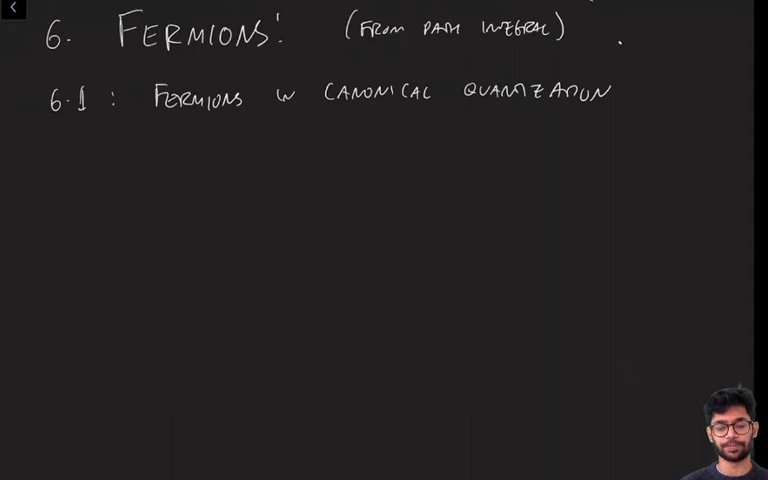 6. FERMIONS! (FROM PATH INTEGRAL)
6.1 : FERMIONS IN CANONICAL QUANTIZATION